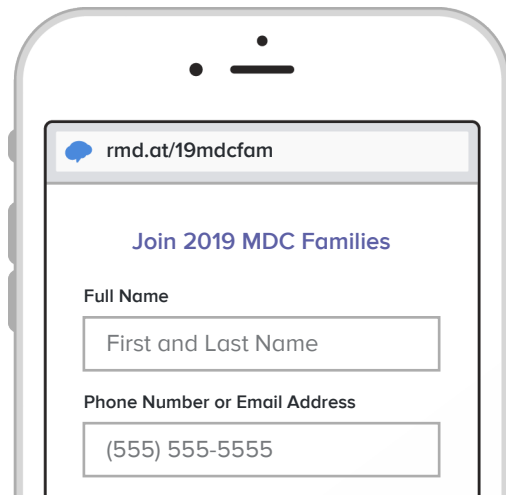 rmd.at/19mdcfam
Join 2019 MDC Families
Full Name
First and Last Name
Phone Number or Email Address
(555) 555-5555